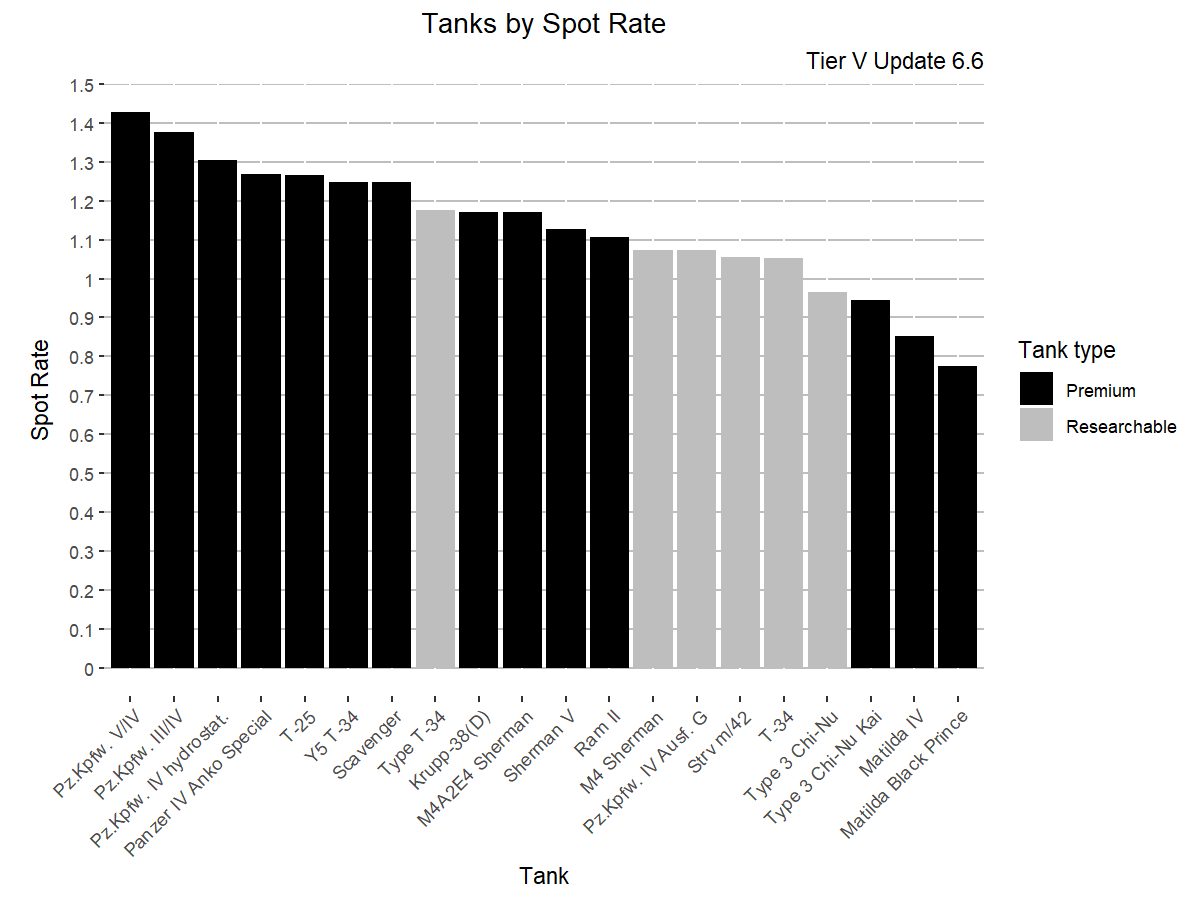 Tanks by Spot Rate
Tier V Update 6.6
1.5
1.4
1.3
1.2
1.1
1
0.9
0.8
0.7
0.6
0.5
0.4
0.3
0.2
0.1
0
Spot Rate
Pz.Kpfw. V/IV
Pz.Kpfw. III/IV
Pz.Kpfw. IV hydrostat.
Panzer IV Anko Special
T-25
Y5 T-34
Scavenger
Type T-34
Krupp-38(D)
M4A2E4 Sherman
Sherman V
Ram II
M4 Sherman
Pz.Kpfw. IV Ausf. G
Strv m/42
T-34
Type 3 Chi-Nu
Type 3 Chi-Nu Kai
Matilda IV
Matilda Black Prince
Tank
Tank type
Premium
Researchable